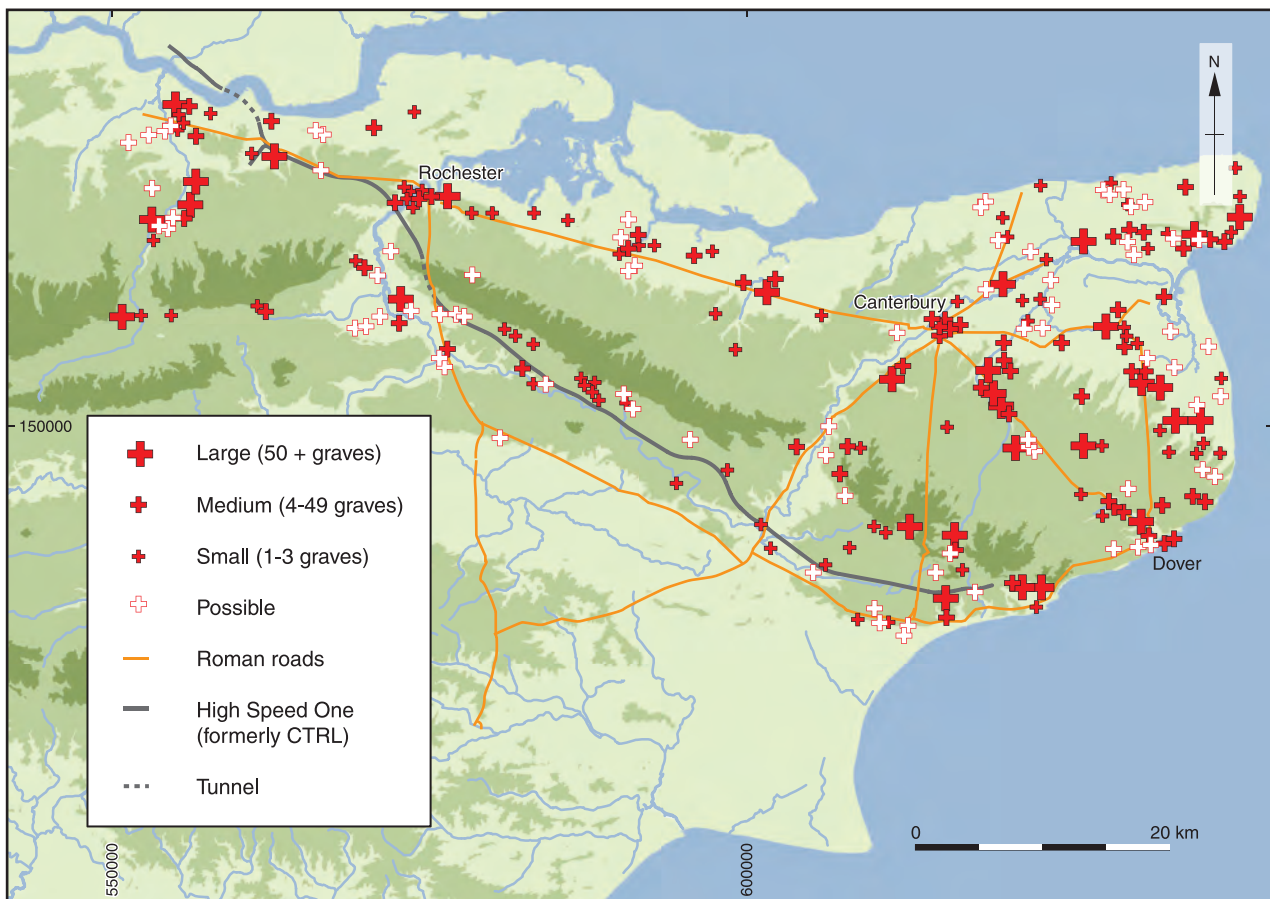 N
Rochester
Canterbury
150000
Large (50 + graves)
Medium (4-49 graves)
Small (1-3 graves)
Possible
Dover
Roman roads
High Speed One
(formerly CTRL)
Tunnel
0 20 km
550000
600000